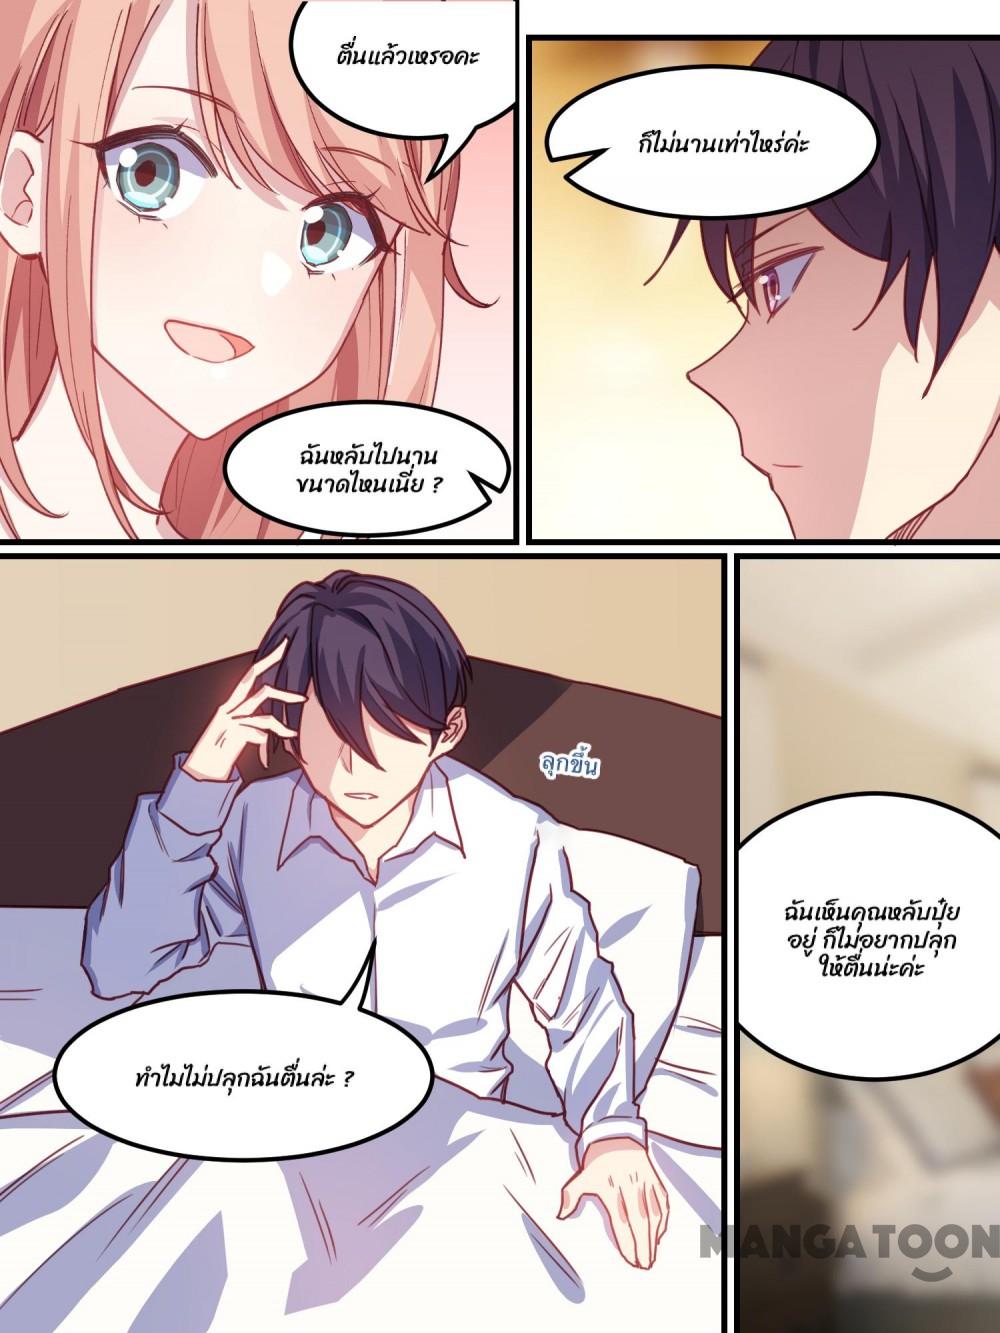 ตื่นแล้วเหรอคะ
ฉันหลับไปนาน
ขนาดไหนเนี่ย ?
ก็ไม่นานเท่าไหร่ค่ะ
ลุกขึ้น
ทำไมไม่ปลุกฉันตื่นล่ะ ?
ฉันเห็นคุณหลับปุ๋ย
อยู่ ก็ไม่อยากปลุก
ให้ตื่นน่ะค่ะ
MANGATOON